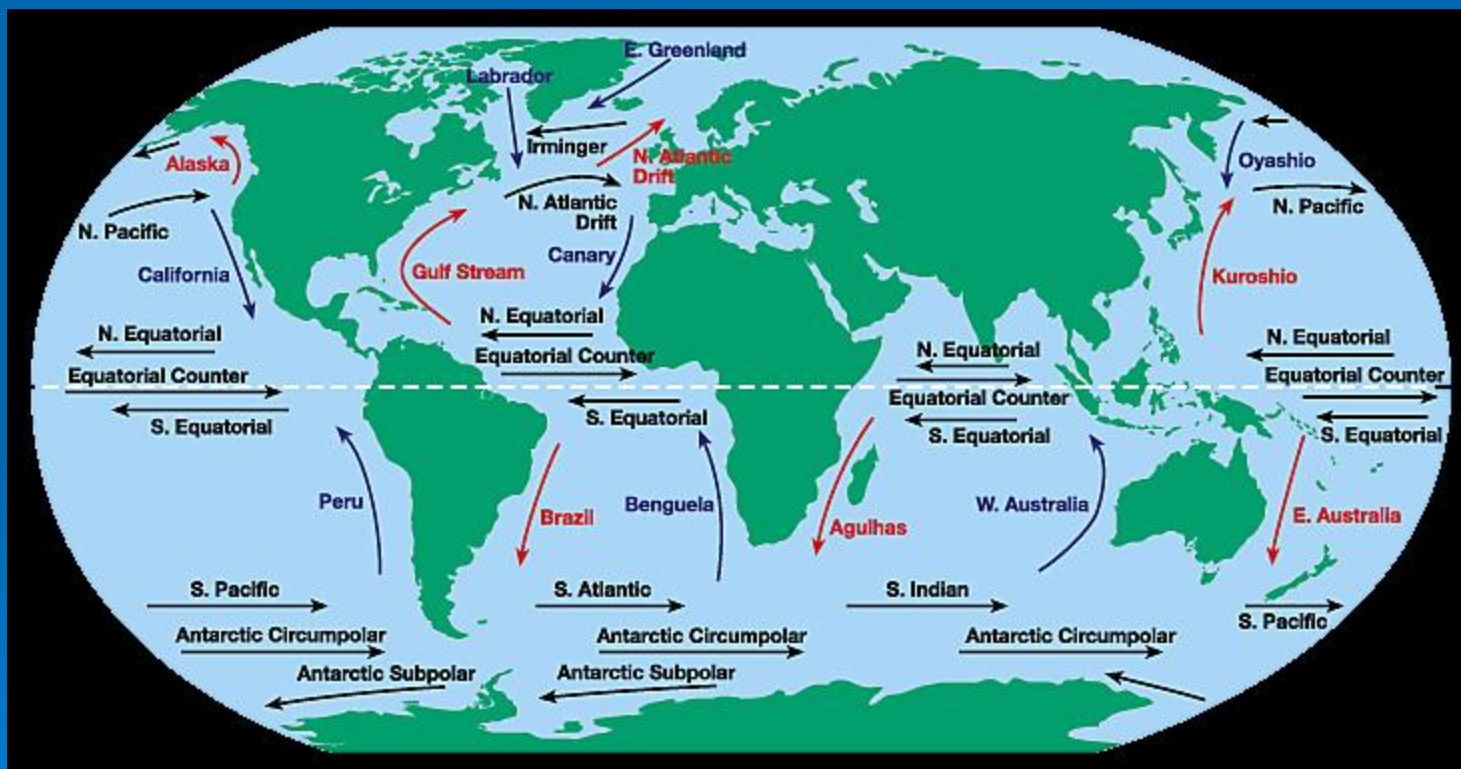 E. Greenland
Labrador
Irminger
Alaska
N. Atlantic
Drift
Oyashio
N. Atlantic
Drift
N. Pacific
N. Pacific
Canary
California
Gulf Stream
Kuroshio
N. Equatorial
N. Equatorial
N. Equatorial
N. Equatorial
Equatorial Counter
Equatorial Counter
Equatorial Counter
Equatorial Counter
S. Equatorial
S. Equatorial
S. Equatorial
S. Equatorial
Peru
Brazil
Benguela
Agulhas
W. Australia
E. Australia
S. Pacific
S. Atlantic
S. Indian
S. Pacific
Antarctic Circumpolar
Antarctic Circumpolar
Antarctic Circumpolar
Antarctic Subpolar
Antarctic Subpolar